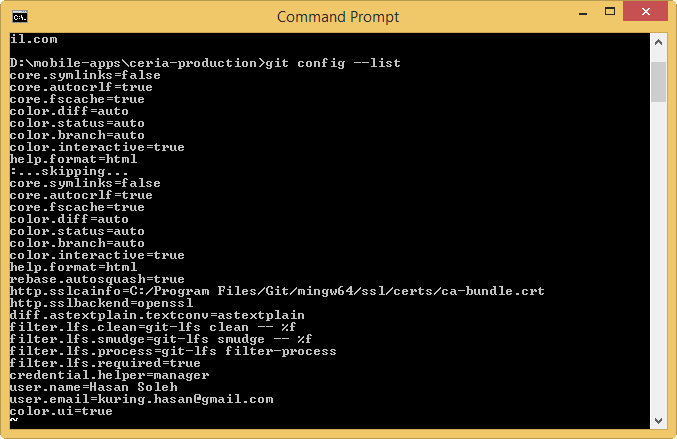 Command Prompt
C:\.
il.com
D:\mobile-apps\ceria-production>git config --list
core.symlinks=false
core.autocrlf=true
core.fscache=true
color.diff=auto
color.status=auto
color.branch=auto
color.interactive=true
help.format=html
:...skipping...
core.symlinks=false
core.autocrlf=true
core.fscache=true
color.diff=auto
color.status=auto
color.branch=auto
color.interactive=true
help.format=html
rebase.autosquash=true
http.sslcainfo=C:/Program Files/Git/mingw64/ssl/certs/ca-bundle.crt
http.sslbackend=openssl
diff.astextplain.textconv=astextplain
filter.lfs.clean=git-lfs clean -- %f
filter.lfs.smudge=git-lfs smudge -- %f
filter.lfs.process=git-lfs filter-process
filter.lfs.required=true
credential.helper=manager
user.name=Hasan Soleh
user.email=kuring.hasan@gmail.com
color.ui=true
~